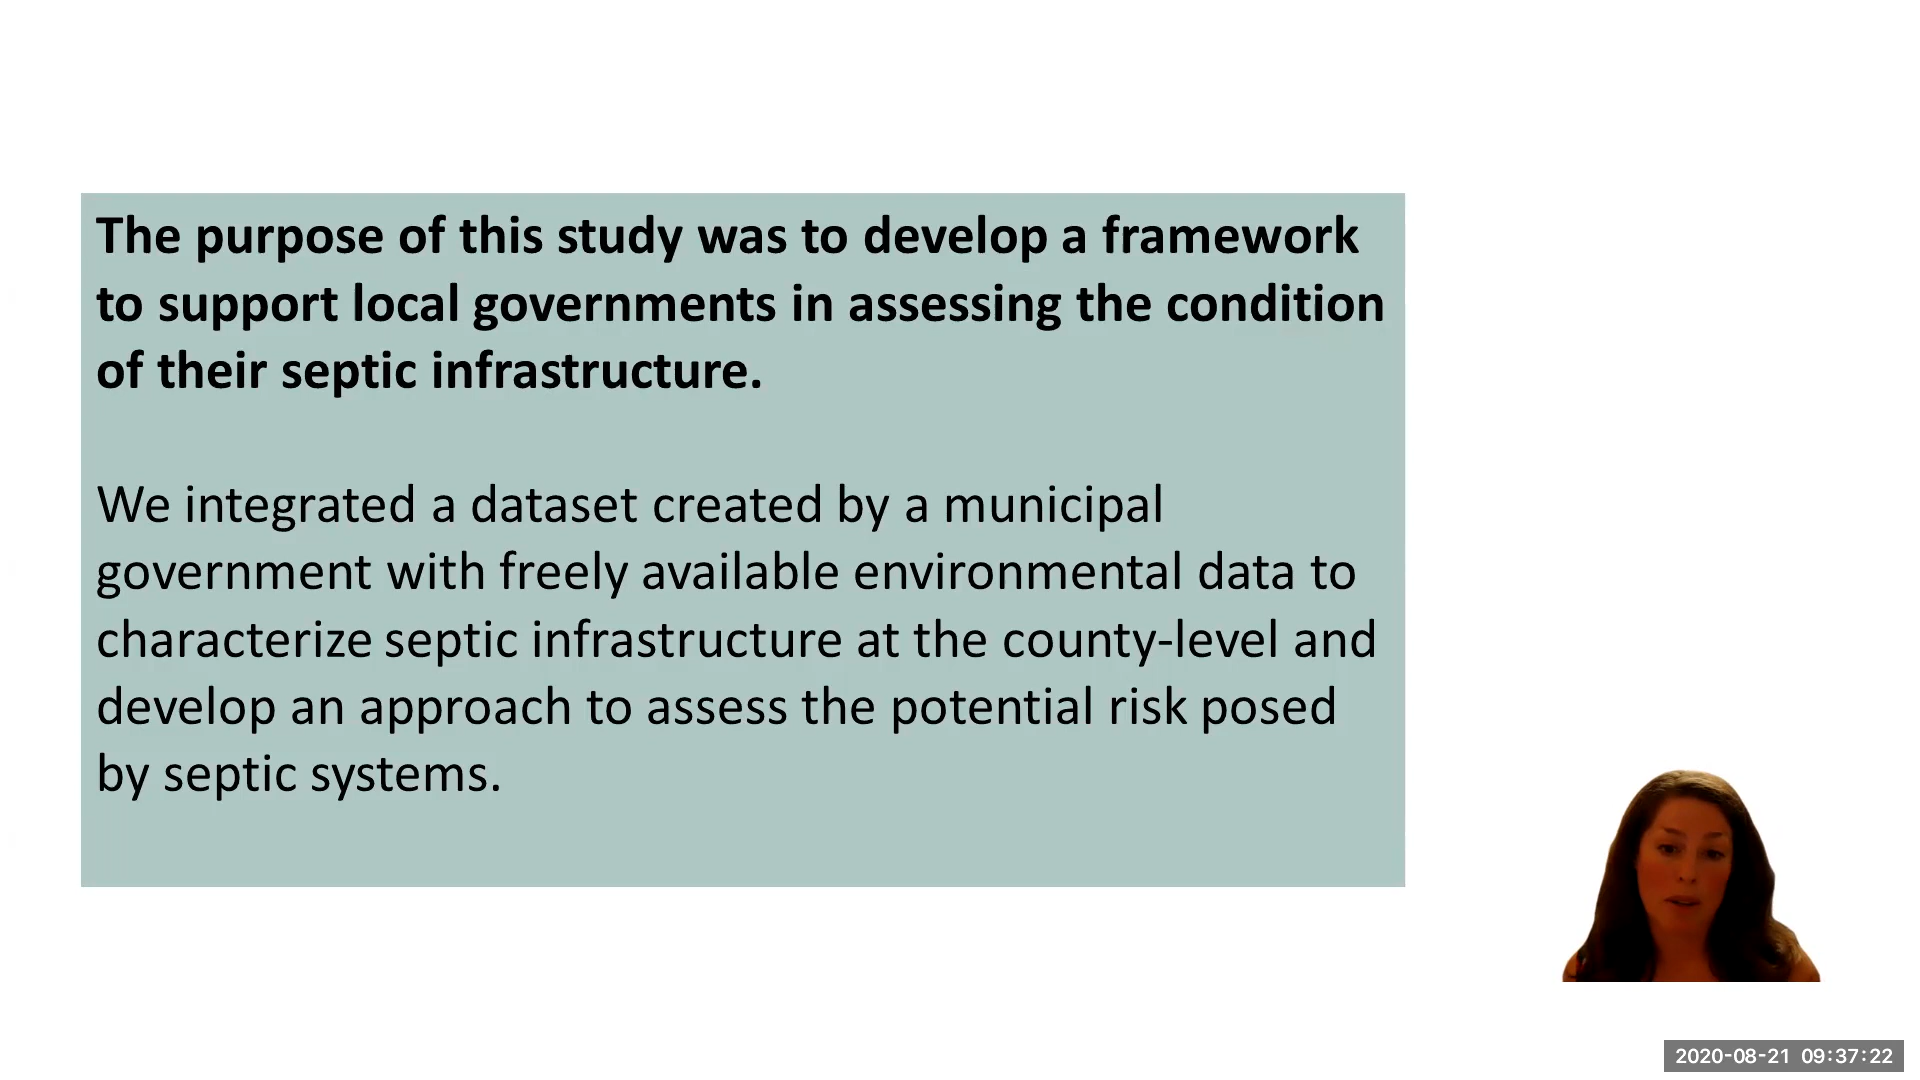 The purpose of this study was to develop a framework
to support local governments in assessing the condition
of their septic infrastructure.
We integrated a dataset created by a municipal
government with freely available environmental data to
characterize septic infrastructure at the county-level and
develop an approach to assess the potential risk posed
by septic systems.
2020-08-21 09:37:22